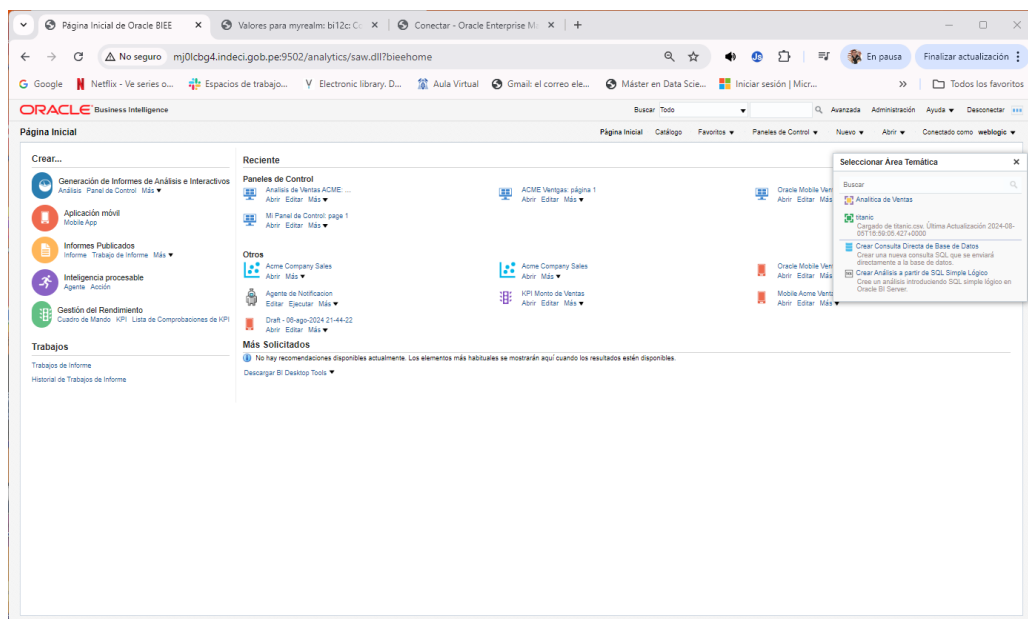 Página Inicial de Oracle BIEE
Valores para myrealm: bi12c: Co
Conectar - Oracle Enterprise Ma
No seguro mj0lcbg4.indeci.gob.pe:9502/analytics/saw.dll?bieehome
En pausa
Finalizar actualización
Google
Netflix - Ve series o...
Espacios de trabajo...
Electronic library. D...
Aula Virtual
Gmail: el correo ele...
Máster en Data Scie...
Iniciar sesión | Micr...
Todos los favoritos
ORACLE Business Intelligence
Buscar Todo
Avanzada Administración Ayuda Desconectar
Página Inicial
Página Inicial Catálogo Favoritos Paneles de Control Nuevo Abrir Conectado como weblogic
Crear...
Generación de Informes de Análisis e Interactivos
Análisis Panel de Control Más
Aplicación móvil
Mobile App
Informes Publicados
Informe Trabajo de Informe Más
Inteligencia procesable
Agente Acción
Gestión del Rendimiento
Cuadro de Mando KPI Lista de Comprobaciones de KPI
Trabajos
Trabajos de Informe
Historial de Trabajos de Informe
Reciente
Paneles de Control
Analisis de Ventas ACME: ...
Abrir Editar Más
ACME Ventgas: página 1
Abrir Editar Más
Oracle Mobile Ven
Abrir Editar Más
Mi Panel de Control: page 1
Abrir Editar Más
Otros
Acme Company Sales
Abrir Más
Acme Company Sales
Abrir Más
Oracle Mobile Ven
Abrir Editar Más
Agente de Notificacion
Editar Ejecutar Más
KPI Monto de Ventas
Abrir Editar Más
Mobile Acme Venta
Abrir Editar Más
Draft - 06-ago-2024 21-44-22
Abrir Editar Más
Más Solicitados
No hay recomendaciones disponibles actualmente. Los elementos más habituales se mostrarán aquí cuando los resultados estén disponibles.
Descargar BI Desktop Tools
Seleccionar Área Temática
Buscar
Analitica de Ventas
titanic
Cargado de titanic.csv. Última Actualización 2024-08-
05T16:59:05.427+0000
Crear Consulta Directa de Base de Datos
Crear una nueva consulta SQL que se enviará
directamente a la base de datos.
Crear Análisis a partir de SQL Simple Lógico
Cree un análisis introduciendo SQL simple lógico en
Oracle BI Server.